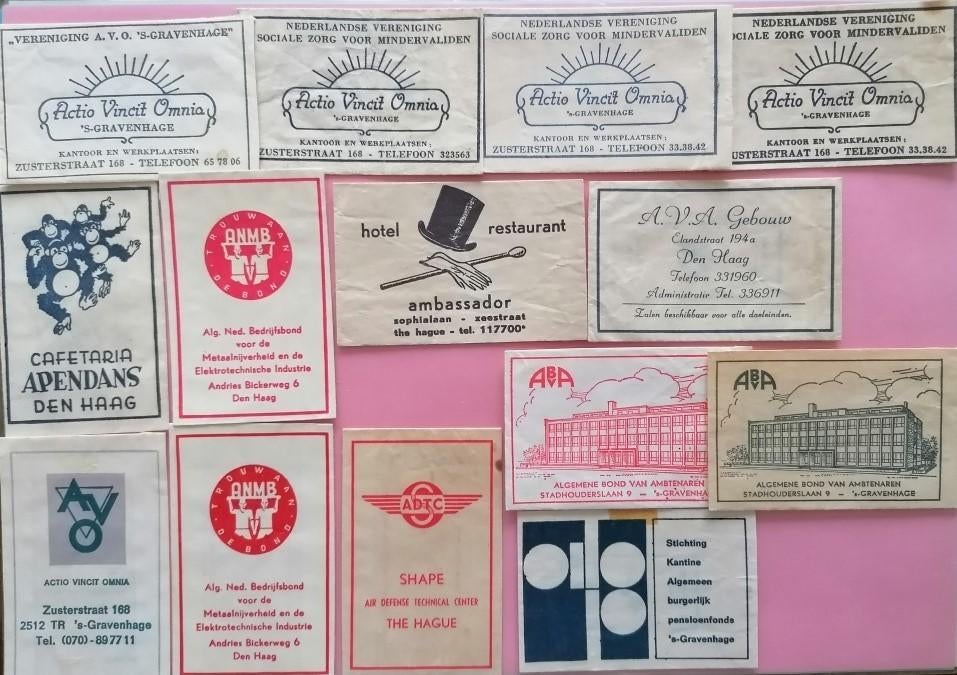 „VERENIGING A.V.O. 'S-GRAVENHAGE"
Actio Vincit Omnia
'S-GRAVENHAGE
KANTOOR EN WERKPLAATSEN:
ZUSTERSTRAAT 168 - TELEFOON 65 78 06
NEDERLANDSE VERENIGING
SOCIALE ZORG VOOR MINDERVALIDEN
Actio Vincit Omnia
'S-GRAVENHAGE
KANTOOR EN WERKPLAATSEN:
ZUSTERSTRAAT 168 - TELEFOON 323563
NEDERLANDSE VERENIGING
SOCIALE ZORG VOOR MINDERVALIDEN
Actio Vincit Omnia
's-GRAVENHAGE
KANTOOR EN WERKPLAATSEN:
ZUSTERSTRAAT 168 - TELEFOON 33.38.42
NEDERLANDSE VERENIGING
SOCIALE ZORG VOOR MINDERVALIDEN
Actio Vincit Omnia
's-GRAVENHAGE
KANTOOR EN WERKPLAATSEN:
ZUSTERSTRAAT 168 - TELEFOON 33.38.42
CAFETARIA
APENDANS
DEN HAAG
TROUW AAN
ANMB
DE BOND
Alg. Ned. Bedrijfsbond
voor de
Metaalnijverheid en de
Elektrotechnische Industrie
Andries Bickerweg 6
Den Haag
hotel restaurant
ambassador
sophialaan - zeestraat
the hague - tel. 117700*
A.V.A. Gebouw
Elandstraat 194a
Den Haag
Telefoon 331960
Administratie Tel. 336911
Zalen beschikbaar voor alle doeleinden.
ABVA
ALGEMENE BOND VAN AMBTENAREN
STADHOUDERSLAAN 9 - 's-GRAVENHA
ABVA
ALGEMENE BOND VAN AMBTENAREN
STADHOUDERSLAAN 9 - 's-GRAVENHAGE
AVO
ACTIO VINCIT OMNIA
Zusterstraat 168
2512 TR 's-Gravenhage
Tel. (070)-897711
TROUW AAN
ANMB
DE BOND
Alg. Ned. Bedrijfsbond
voor de
Metaalnijverheid en de
Elektrotechnische Industrie
Andries Bickerweg 6
Den Haag
S
ADTC
SHAPE
AIR DEFENSE TECHNICAL CENTER
THE HAGUE
Stichting
Kantine
Algemeen
burgerlijk
pensioenfonds
's-Gravenhage